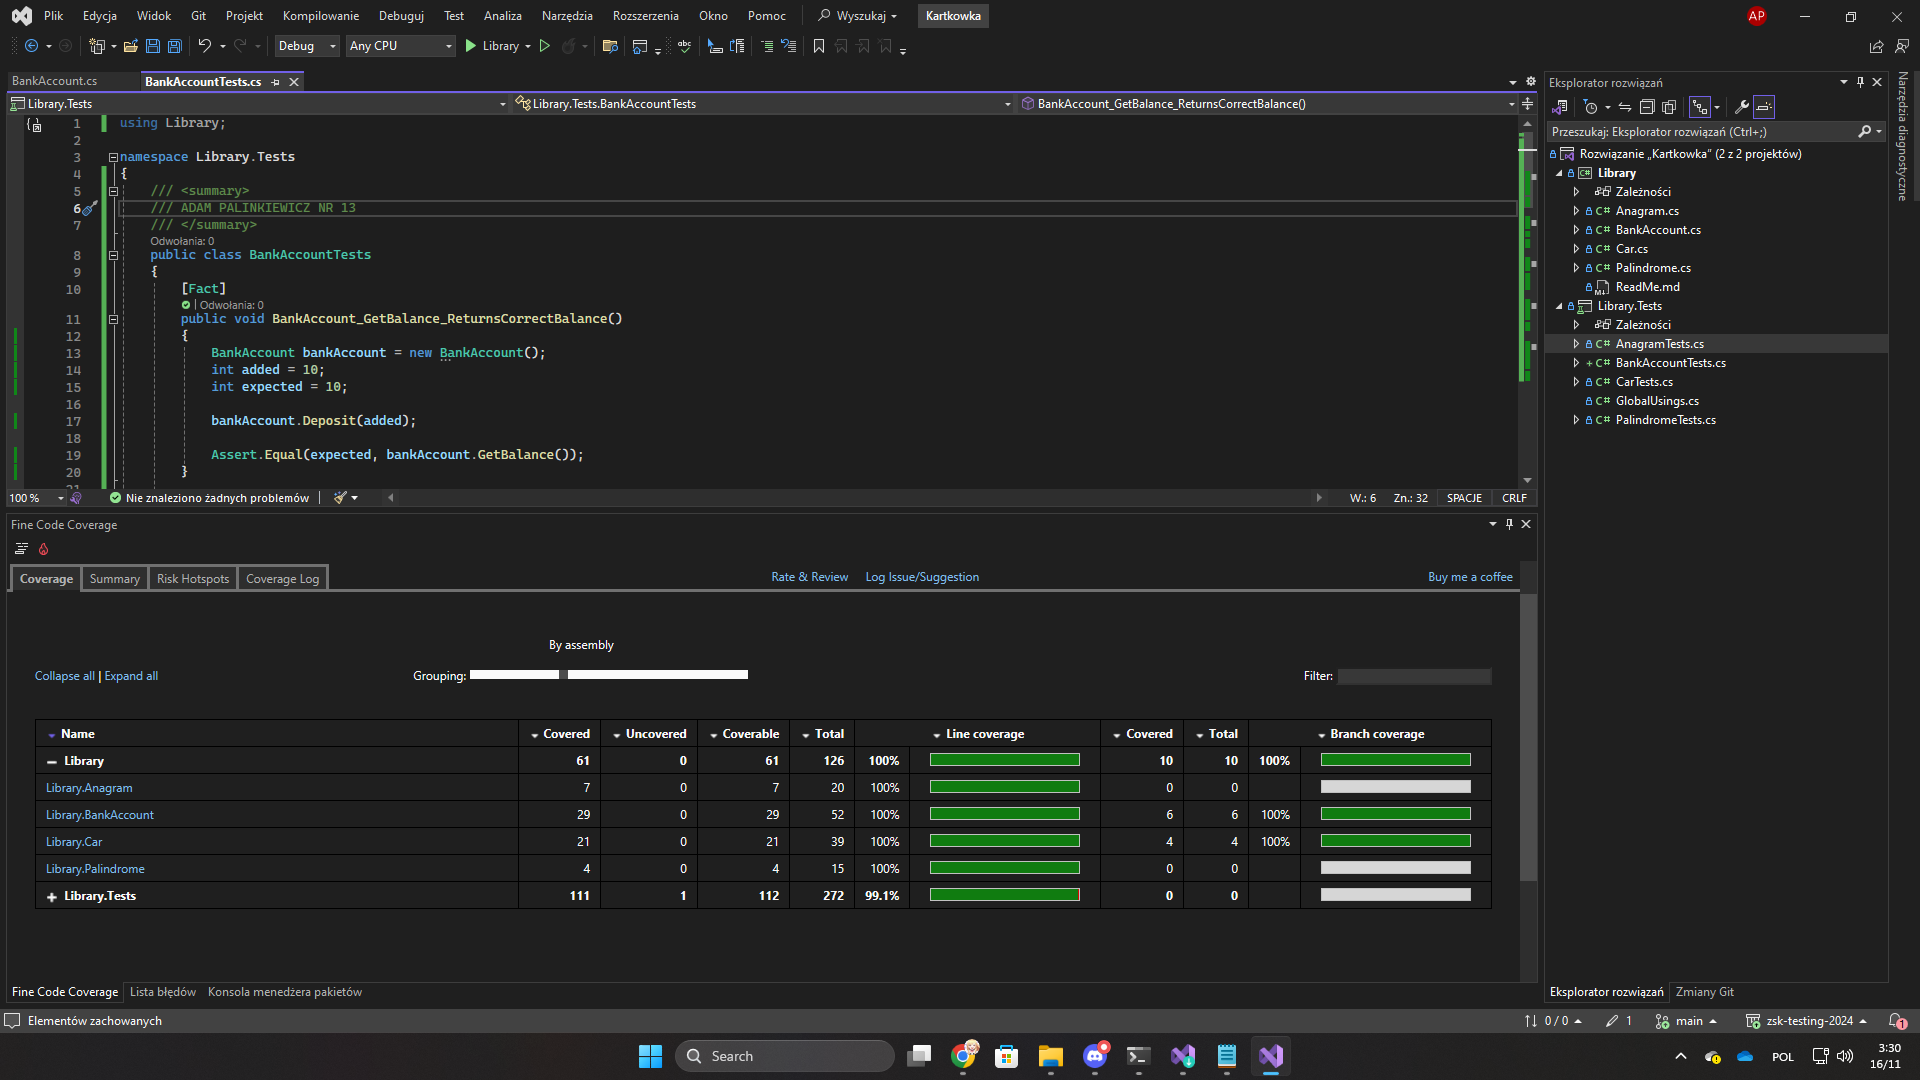 Plik Edycja Widok Git Projekt Kompilowanie Debuguj Test Analiza Narzędzia Rozszerzenia Okno Pomoc Wyszukaj Kartkowka AP
Debug Any CPU Library
BankAccount.cs BankAccountTests.cs
Library.Tests Library.Tests.BankAccountTests BankAccount_GetBalance_ReturnsCorrectBalance()
1 using Library;
2
3 namespace Library.Tests
4 {
5 /// <summary>
6 /// ADAM PALINKIEWICZ NR 13
7 /// </summary>
Odwołania: 0
8 public class BankAccountTests
9 {
10 [Fact]
| Odwołania: 0
11 public void BankAccount_GetBalance_ReturnsCorrectBalance()
12 {
13 BankAccount bankAccount = new BankAccount();
14 int added = 10;
15 int expected = 10;
16
17 bankAccount.Deposit(added);
18
19 Assert.Equal(expected, bankAccount.GetBalance());
20 }
21
100 % Nie znaleziono żadnych problemów W.: 6 Zn.: 32 SPACJE CRLF
Fine Code Coverage
Coverage Summary Risk Hotspots Coverage Log Rate & Review Log Issue/Suggestion Buy me a coffee
By assembly
Collapse all | Expand all Grouping: Filter:
Name Covered Uncovered Coverable Total Line coverage Covered Total Branch coverage
Library 61 0 61 126 100% 10 10 100%
Library.Anagram 7 0 7 20 100% 0 0
Library.BankAccount 29 0 29 52 100% 6 6 100%
Library.Car 21 0 21 39 100% 4 4 100%
Library.Palindrome 4 0 4 15 100% 0 0
Library.Tests 111 1 112 272 99.1% 0 0
Fine Code Coverage Lista błędów Konsola menedżera pakietów
Eksplorator rozwiązań
Przeszukaj: Eksplorator rozwiązań (Ctrl+;)
Rozwiązanie „Kartkowka" (2 z 2 projektów)
Library
Zależności
C# Anagram.cs
C# BankAccount.cs
C# Car.cs
C# Palindrome.cs
ReadMe.md
Library.Tests
Zależności
C# AnagramTests.cs
+ C# BankAccountTests.cs
C# CarTests.cs
C# GlobalUsings.cs
C# PalindromeTests.cs
Eksplorator rozwiązań Zmiany Git
Narzędzia diagnostyczne
Elementów zachowanych 0 / 0 1 main zsk-testing-2024 1
Search POL 3:30
16/11